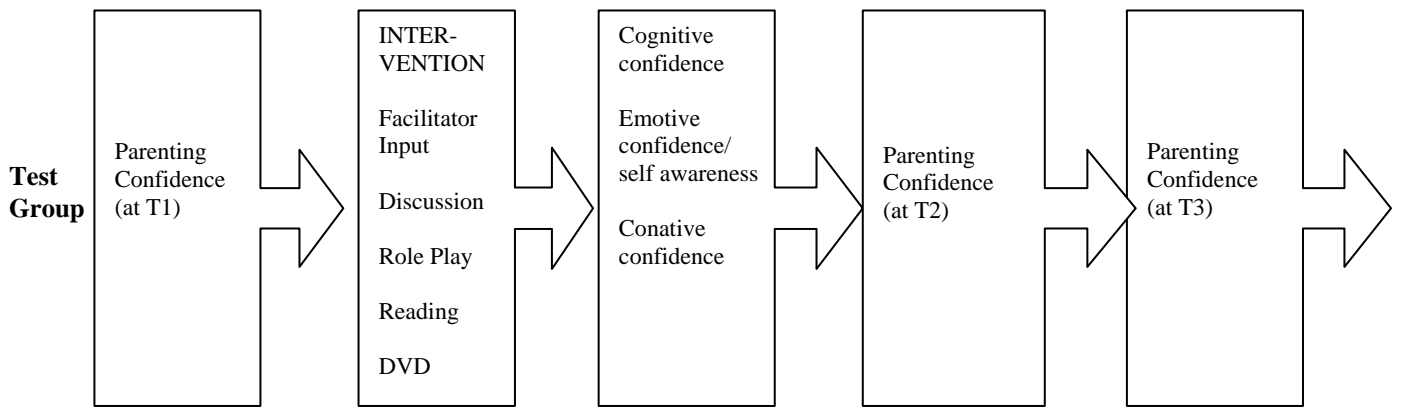 Test
Group
Parenting
Confidence
(at T1)
INTER-
VENTION
Facilitator
Input
Discussion
Role Play
Reading
DVD
Cognitive
confidence
Emotive
confidence/
self awareness
Conative
confidence
Parenting
Confidence
(at T2)
Parenting
Confidence
(at T3)